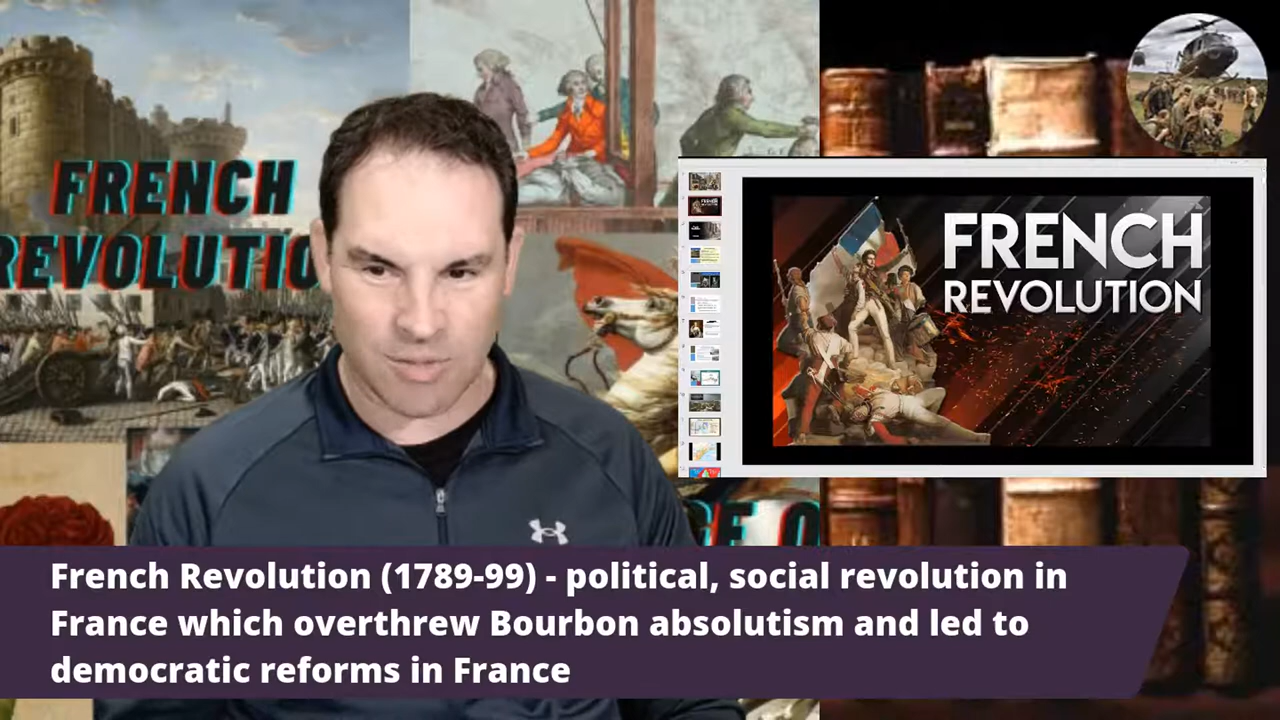 FRENCH
REVOLUTIO
FRENCH
REVOLUTION
GE O
French Revolution (1789-99) - political, social revolution in
France which overthrew Bourbon absolutism and led to
democratic reforms in France